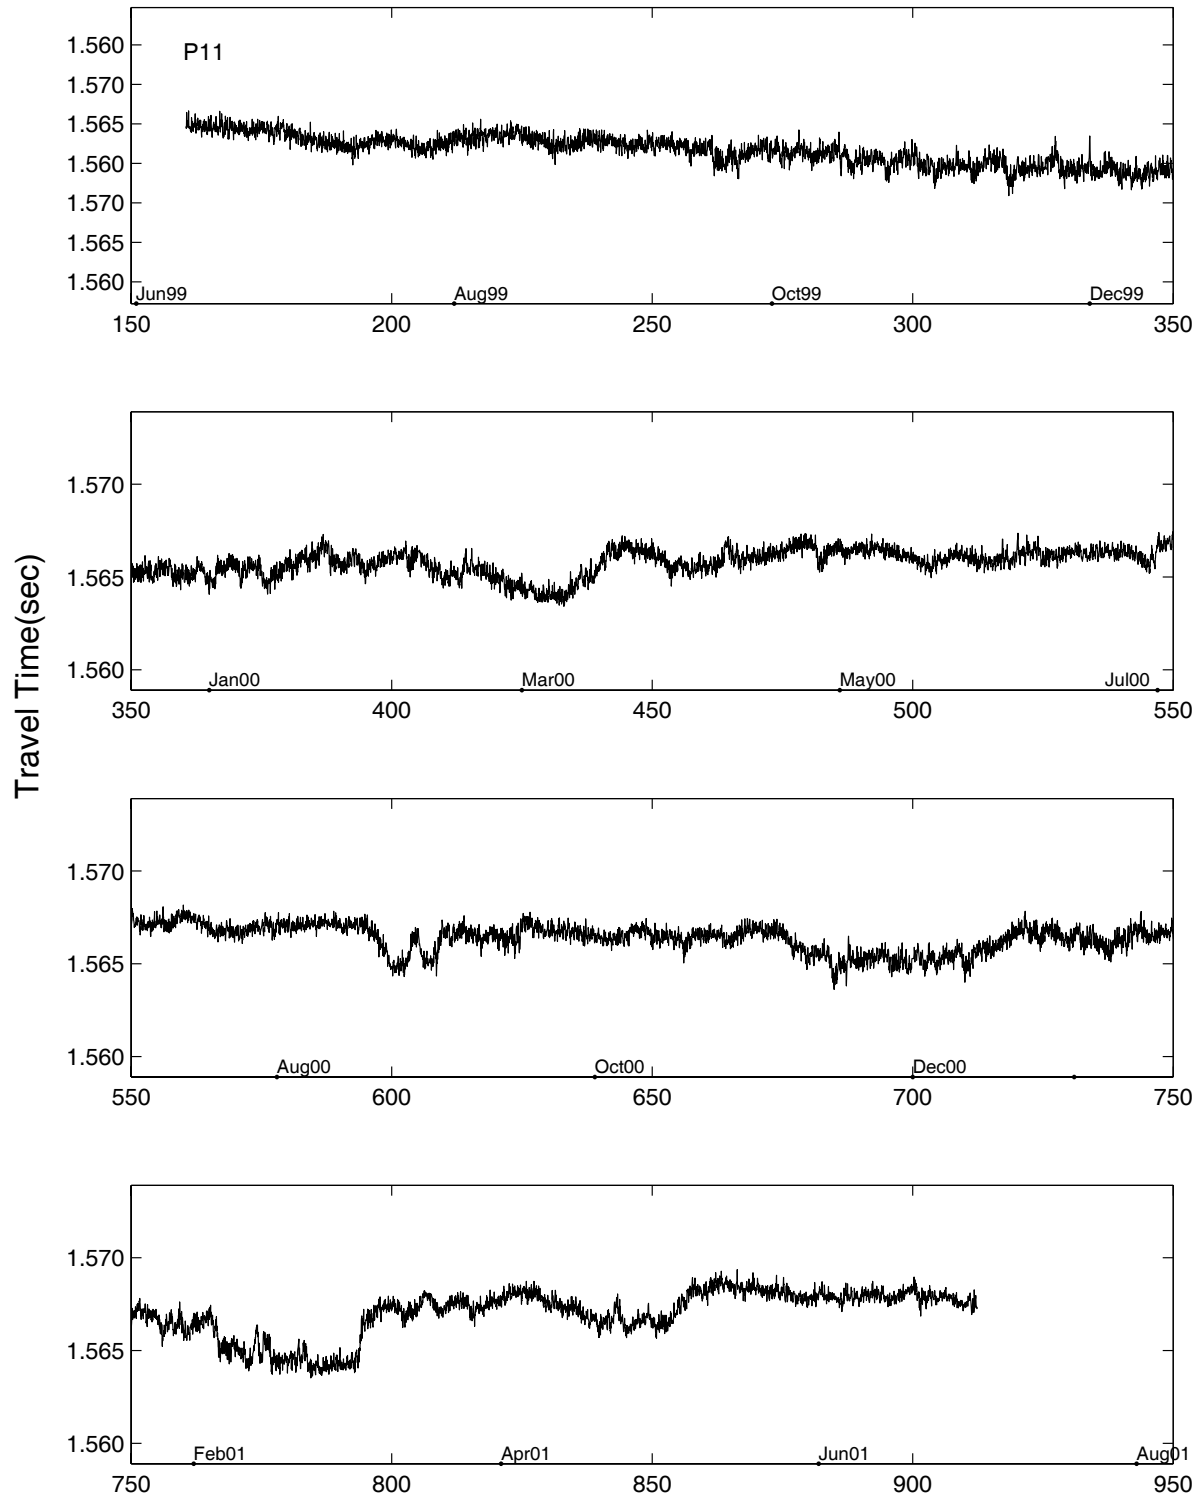 P11
1.560
1.570
1.565
1.560
1.570
1.565
1.560
Jun99 Aug99 Oct99 Dec99
150 200 250 300 350
Travel Time(sec)
1.570
1.565
1.560
Jan00 Mar00 May00 Jul00
350 400 450 500 550
1.570
1.565
1.560
Aug00 Oct00 Dec00
550 600 650 700 750
1.570
1.565
1.560
Feb01 Apr01 Jun01 Aug01
750 800 850 900 950